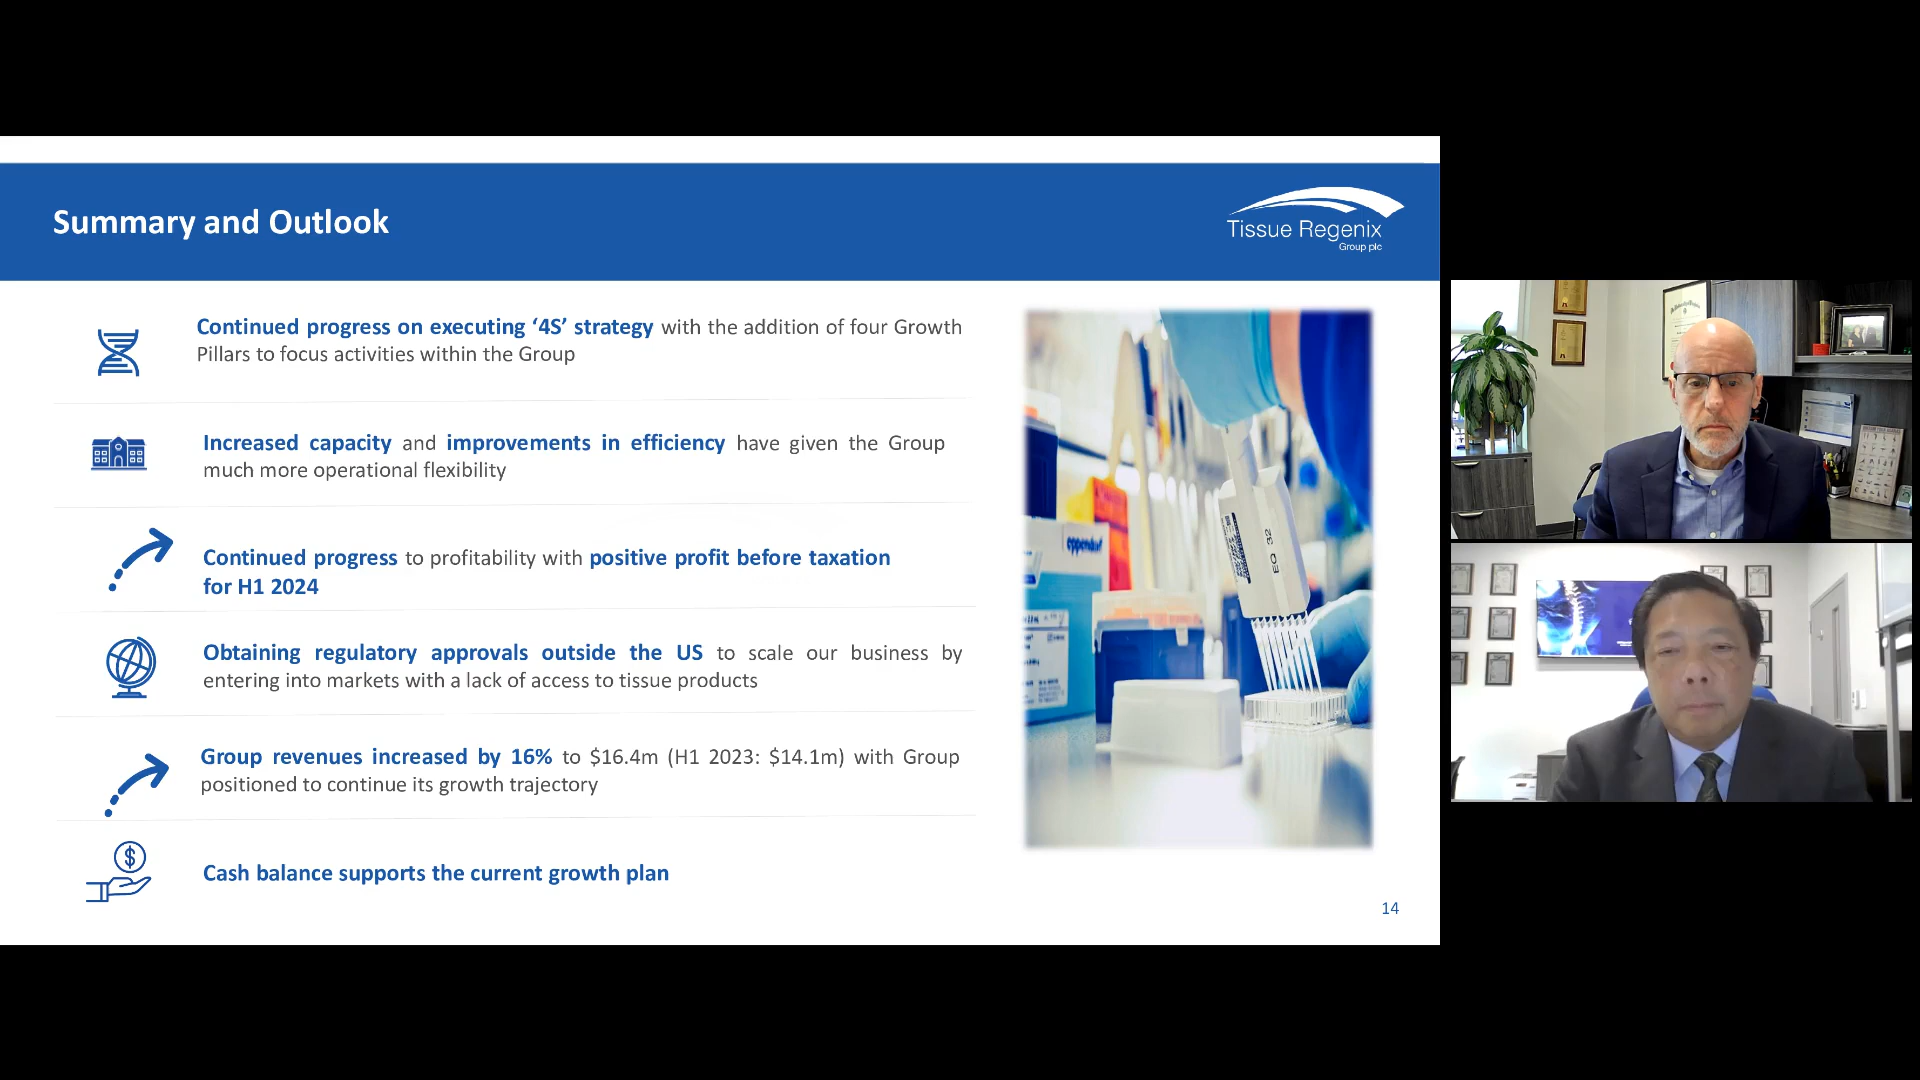 Summary and Outlook
Tissue Regenix
Group plc
Continued progress on executing ‘4S’ strategy with the addition of four Growth
Pillars to focus activities within the Group
Increased capacity and improvements in efficiency have given the Group
much more operational flexibility
Continued progress to profitability with positive profit before taxation
for H1 2024
Obtaining regulatory approvals outside the US to scale our business by
entering into markets with a lack of access to tissue products
Group revenues increased by 16% to $16.4m (H1 2023: $14.1m) with Group
positioned to continue its growth trajectory
Cash balance supports the current growth plan
eppendorf
EQ 32
14